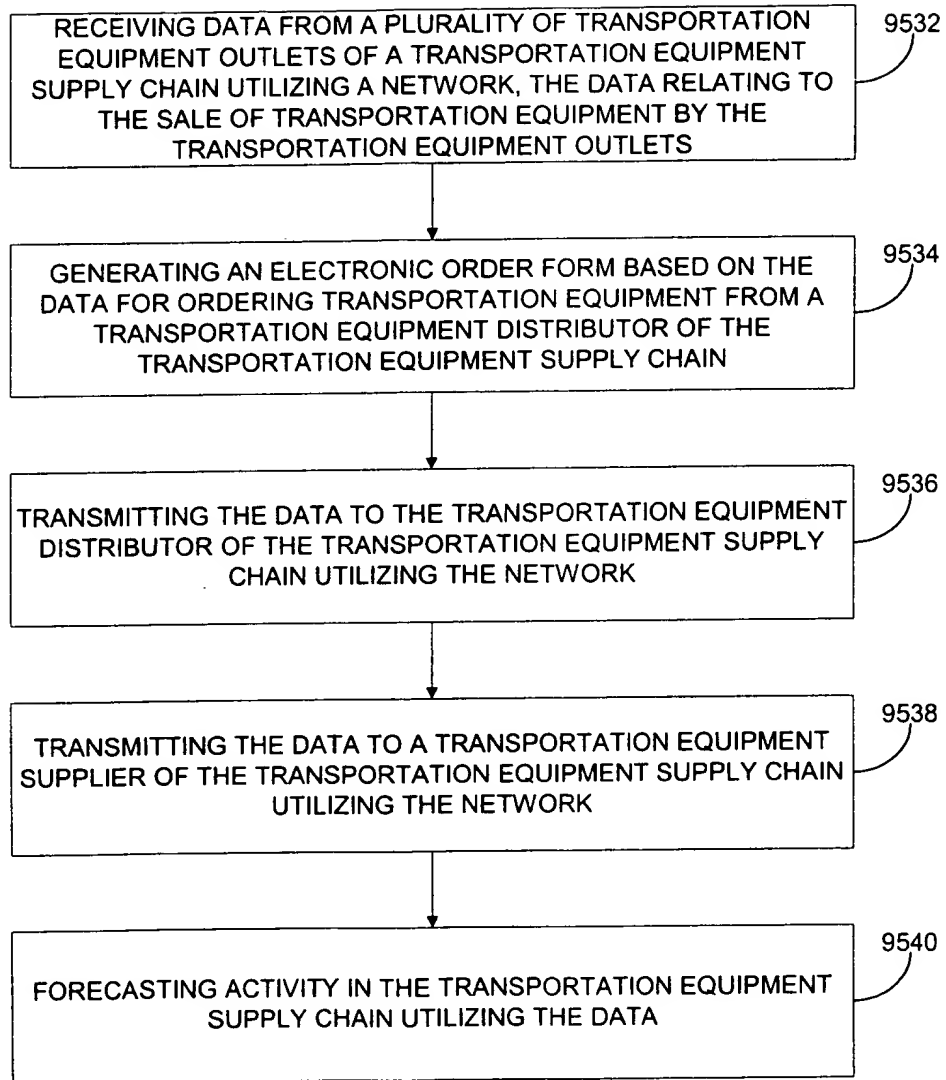 RECEIVING DATA FROM A PLURALITY OF TRANSPORTATION
EQUIPMENT OUTLETS OF A TRANSPORTATION EQUIPMENT
SUPPLY CHAIN UTILIZING A NETWORK, THE DATA RELATING TO
THE SALE OF TRANSPORTATION EQUIPMENT BY THE
TRANSPORTATION EQUIPMENT OUTLETS
9532
GENERATING AN ELECTRONIC ORDER FORM BASED ON THE
DATA FOR ORDERING TRANSPORTATION EQUIPMENT FROM A
TRANSPORTATION EQUIPMENT DISTRIBUTOR OF THE
TRANSPORTATION EQUIPMENT SUPPLY CHAIN
9534
TRANSMITTING THE DATA TO THE TRANSPORTATION EQUIPMENT
DISTRIBUTOR OF THE TRANSPORTATION EQUIPMENT SUPPLY
CHAIN UTILIZING THE NETWORK
9536
TRANSMITTING THE DATA TO A TRANSPORTATION EQUIPMENT
SUPPLIER OF THE TRANSPORTATION EQUIPMENT SUPPLY CHAIN
UTILIZING THE NETWORK
9538
FORECASTING ACTIVITY IN THE TRANSPORTATION EQUIPMENT
SUPPLY CHAIN UTILIZING THE DATA
9540